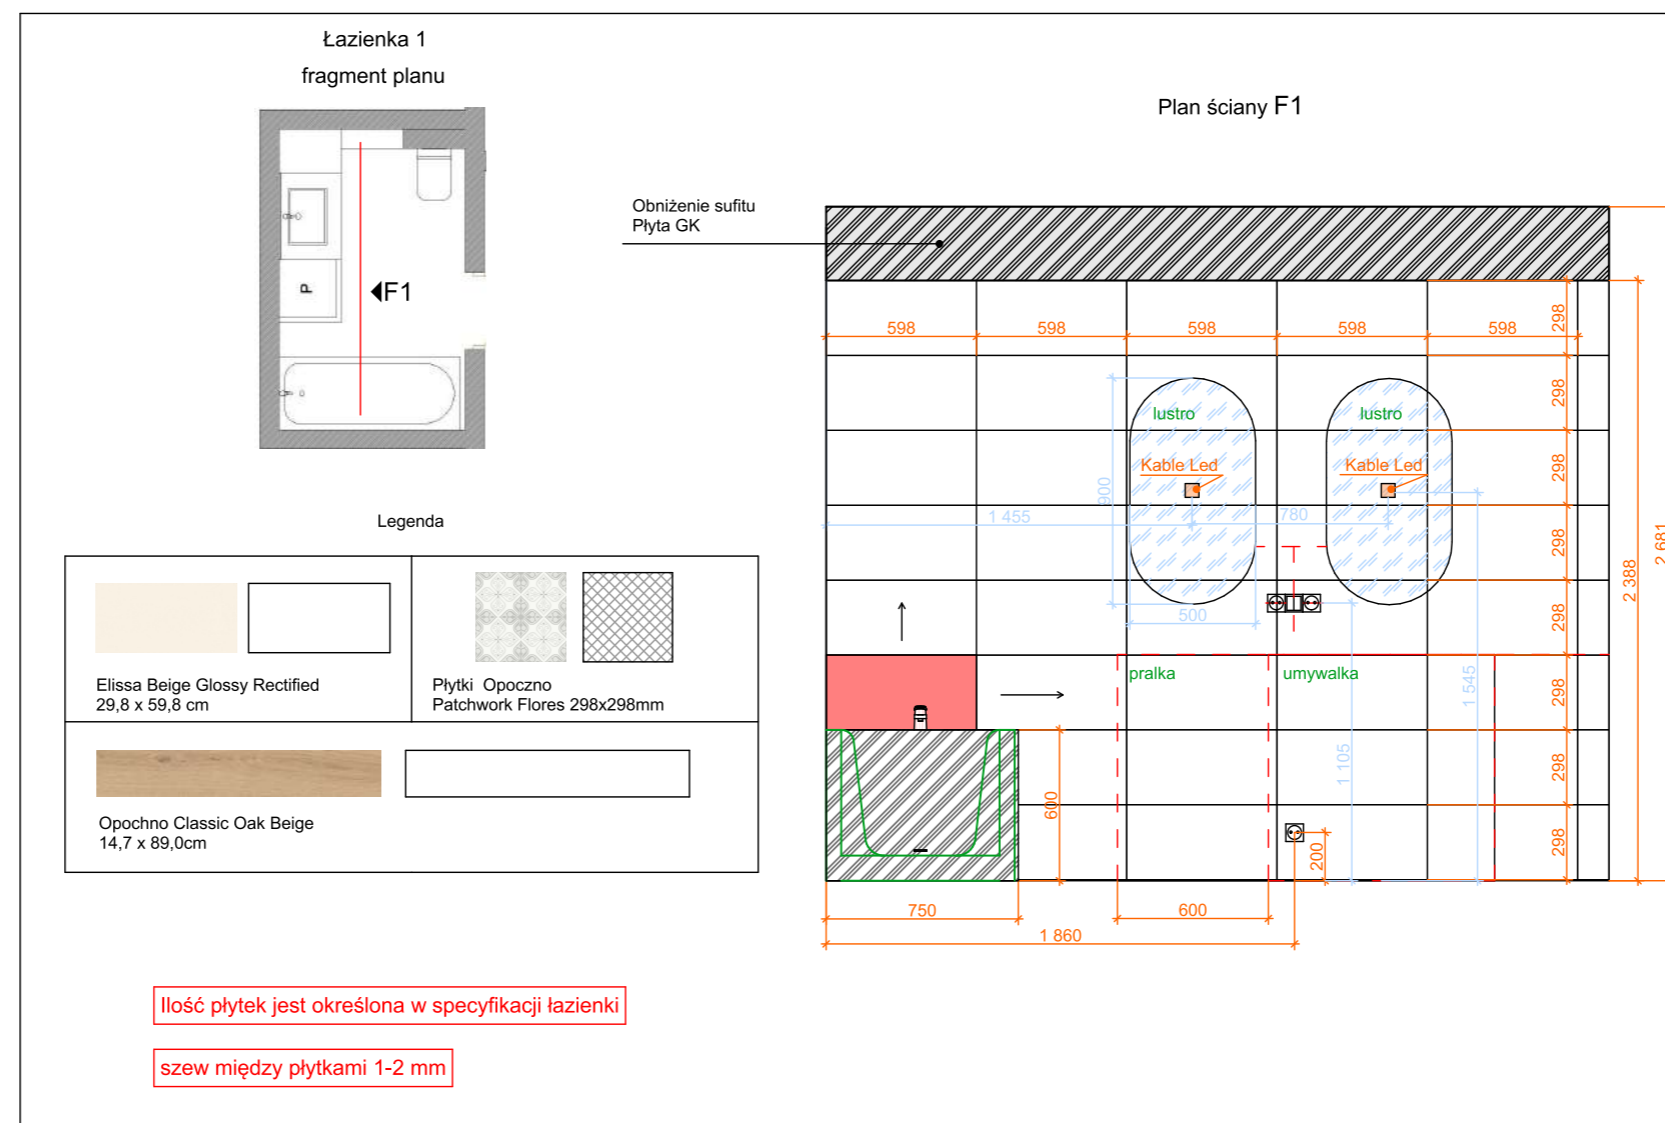 Łazienka 1
fragment planu
P
F1
Plan ściany F1
Obniżenie sufitu
Płyta GK
598
598
598
598
598
298
298
298
298
298
298
298
298
2 388
2 681
lustro
lustro
Kable Led
Kable Led
900
1 455
780
500
pralka
umywalka
1 545
1 105
600
200
750
600
1 860
Legenda
Elissa Beige Glossy Rectified
29,8 x 59,8 cm
Płytki Opoczno
Patchwork Flores 298x298mm
Opochno Classic Oak Beige
14,7 x 89,0cm
Ilość płytek jest określona w specyfikacji łazienki
szew między płytkami 1-2 mm